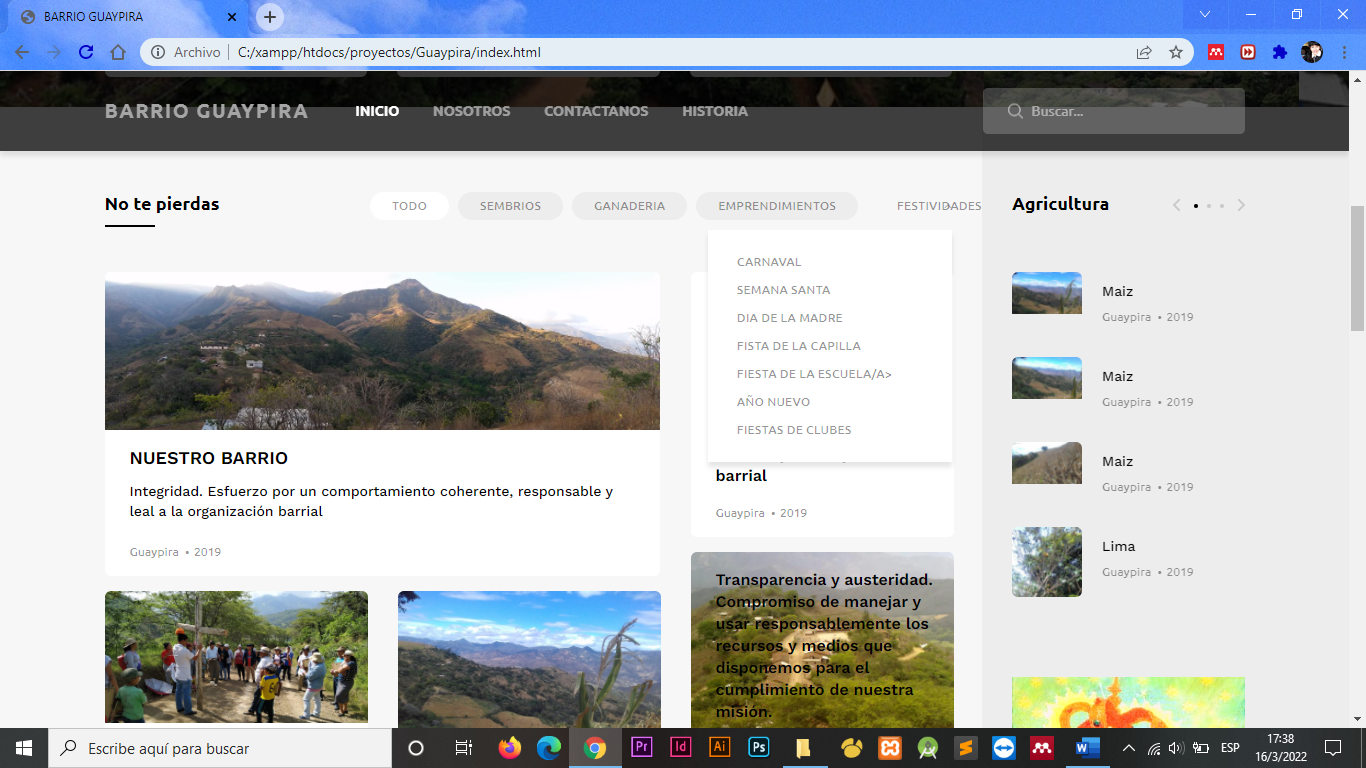 BARRIO GUAYPIRA
Archivo
C:/xampp/htdocs/proyectos/Guaypira/index.html
BARRIO GUAYPIRA
INICIO
NOSOTROS
CONTACTANOS
HISTORIA
Buscar...
No te pierdas
TODO
SEMBRIOS
GANADERIA
EMPRENDIMIENTOS
FESTIVIDADES
CARNAVAL
SEMANA SANTA
DIA DE LA MADRE
FISTA DE LA CAPILLA
FIESTA DE LA ESCUELA/A>
AÑO NUEVO
FIESTAS DE CLUBES
NUESTRO BARRIO
Integridad. Esfuerzo por un comportamiento coherente, responsable y
leal a la organización barrial
Guaypira • 2019
barrial
Guaypira • 2019
Transparencia y austeridad.
Compromiso de manejar y
usar responsablemente los
recursos y medios que
disponemos para el
cumplimiento de nuestra
misión.
Agricultura
Maiz
Guaypira • 2019
Maiz
Guaypira • 2019
Maiz
Guaypira • 2019
Lima
Guaypira • 2019
Escribe aquí para buscar
Pr
Id
Ai
Ps
ESP
17:38
16/3/2022